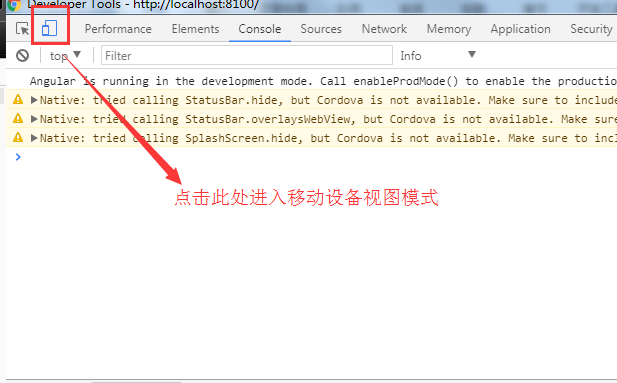 Developer Tools - http://localhost:8100/
Performance Elements Console Sources Network Memory Application Security
top ▼ Filter Info ▼
Angular is running in the development mode. Call enableProdMode() to enable the production
▶Native: tried calling StatusBar.hide, but Cordova is not available. Make sure to include
▶Native: tried calling StatusBar.overlaysWebView, but Cordova is not available. Make sure
▶Native: tried calling SplashScreen.hide, but Cordova is not available. Make sure to incl
点击此处进入移动设备视图模式